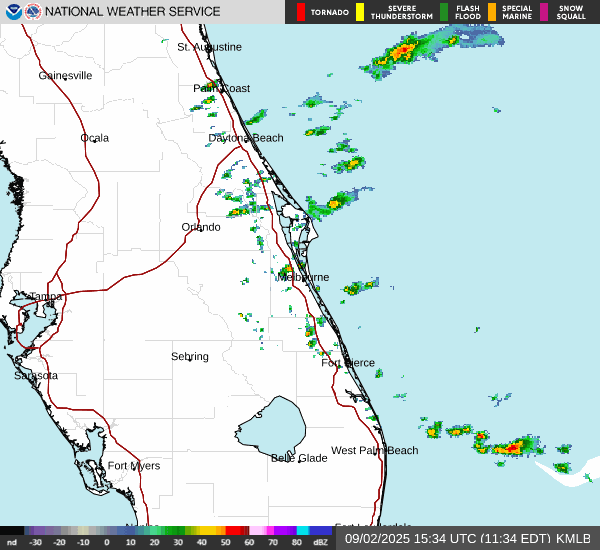 NATIONAL WEATHER SERVICE
TORNADO
SEVERE THUNDERSTORM
FLASH FLOOD
SPECIAL MARINE
SNOW SQUALL
St. Augustine
Gainesville
Palm Coast
Ocala
Daytona Beach
Orlando
Melbourne
Tampa
Sebring
Fort Pierce
Sarasota
West Palm Beach
Belle Glade
Fort Myers
nd -30 -20 -10 0 10 20 30 40 50 60 70 80 dBZ
09/02/2025 15:34 UTC (11:34 EDT) KMLB